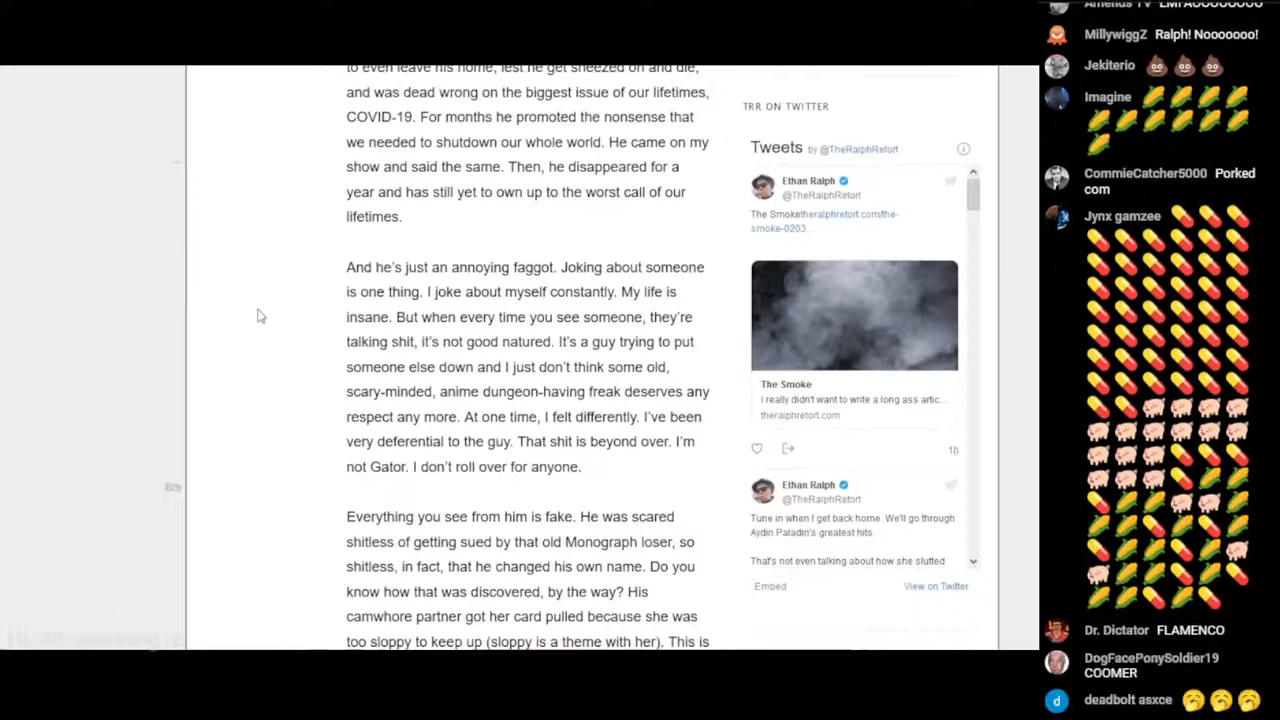 to even leave his home, lest he get sneezed on and die,
and was dead wrong on the biggest issue of our lifetimes,
COVID-19. For months he promoted the nonsense that
we needed to shutdown our whole world. He came on my
show and said the same. Then, he disappeared for a
year and has still yet to own up to the worst call of our
lifetimes.
And he's just an annoying faggot. Joking about someone
is one thing. I joke about myself constantly. My life is
insane. But when every time you see someone, they're
talking shit, it's not good natured. It's a guy trying to put
someone else down and I just don't think some old,
scary-minded, anime dungeon-having freak deserves any
respect any more. At one time, I felt differently. I've been
very deferential to the guy. That shit is beyond over. I'm
not Gator. I don't roll over for anyone.
Everything you see from him is fake. He was scared
shitless of getting sued by that old Monograph loser, so
shitless, in fact, that he changed his own name. Do you
know how that was discovered, by the way? His
camwhore partner got her card pulled because she was
too sloppy to keep up (sloppy is a theme with her). This is
TRR ON TWITTER
Tweets by @TheRalphRetort
Ethan Ralph
@TheRalphRetort
The Smoketheralphretort.com/the-
smoke-0203...
The Smoke
I really didn't want to write a long ass artic...
theralphretort.com
1h
Ethan Ralph
@TheRalphRetort
Tune in when I get back home. We'll go through
Aydin Paladin's greatest hits.
That's not even talking about how she slutted
Embed
View on Twitter
Amends TV LMFAOOOOOOO
MillywiggZ Ralph! Nooooooo!
Jekiterio 💩💩💩
Imagine 🌽🌽🌽🌽
🌽🌽🌽🌽🌽🌽
🌽
CommieCatcher5000 Porked
com
Jynx gamzee
Dr. Dictator FLAMENCO
DogFacePonySoldier19
COOMER
deadbolt asxce 🥱🥱🥱